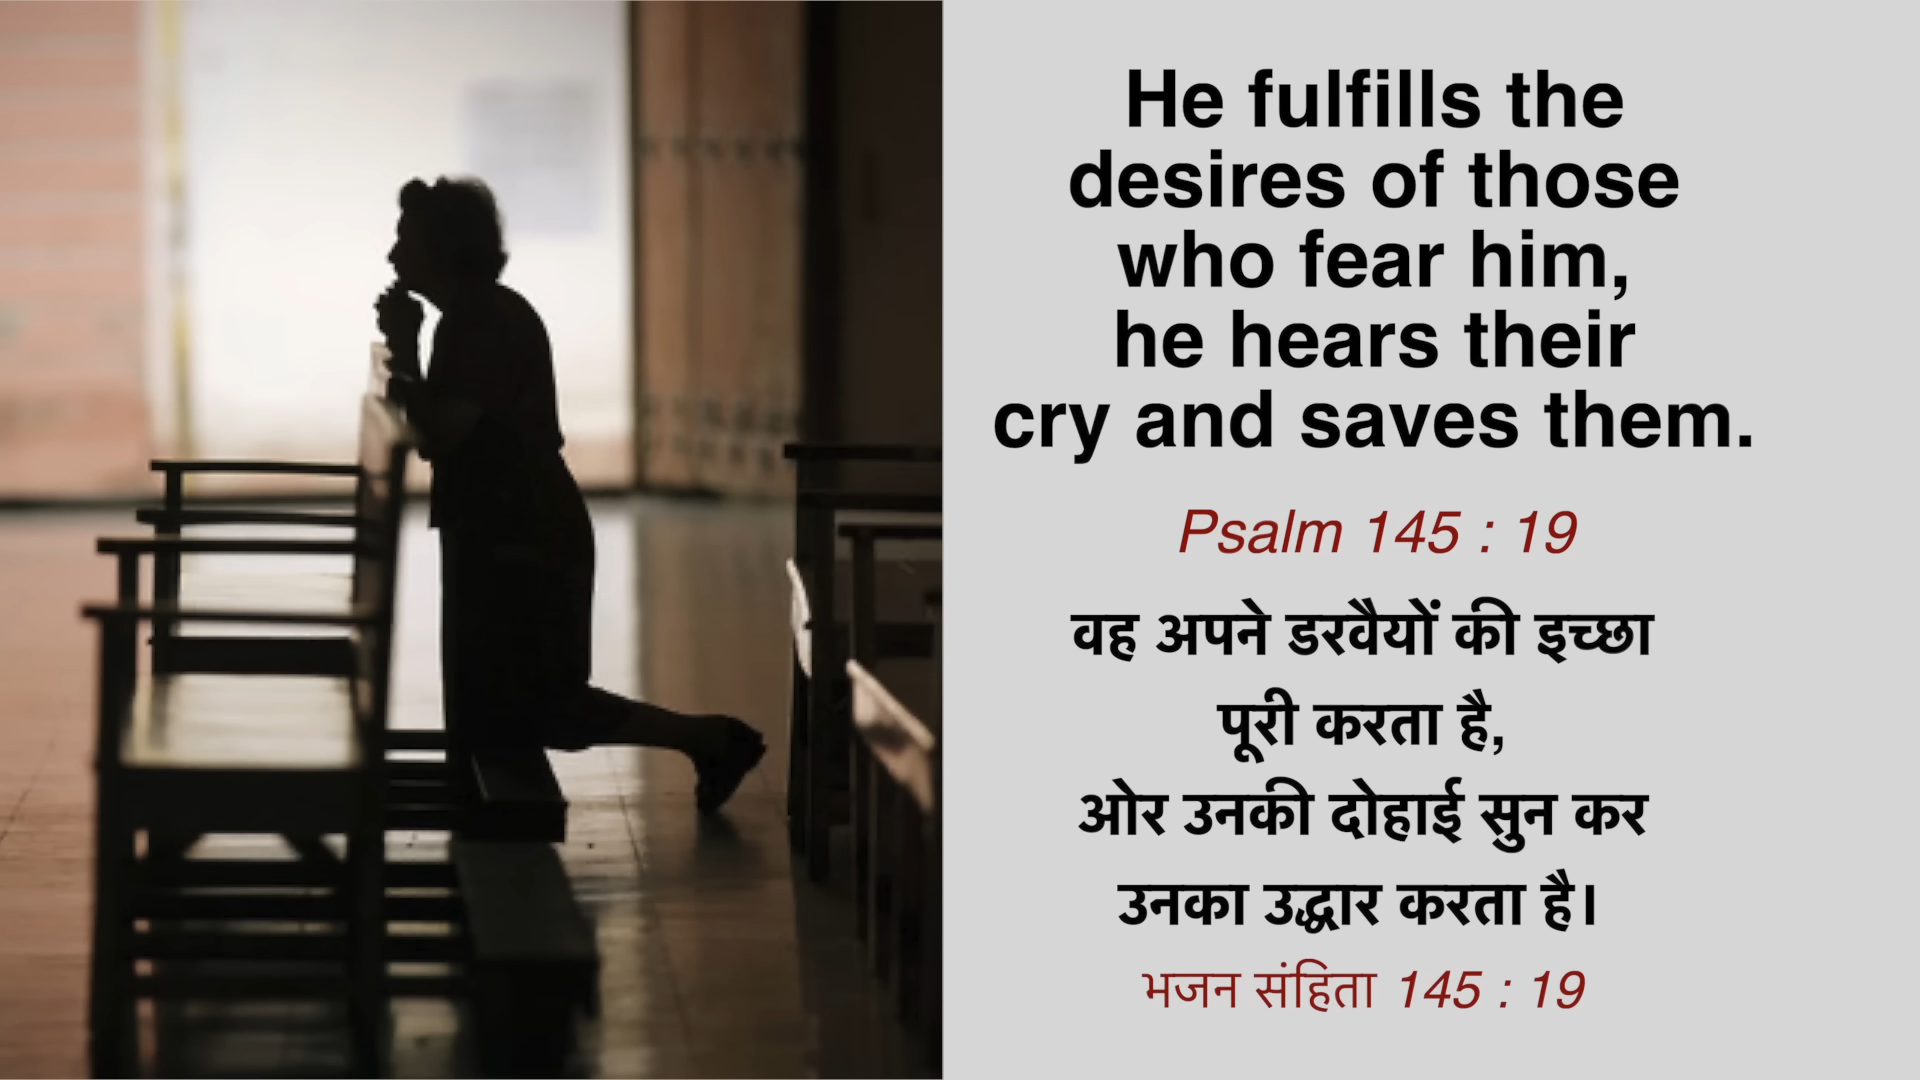 He fulfills the
desires of those
who fear him,
he hears their
cry and saves them.
Psalm 145 : 19
वह अपने डरवैयों की इच्छा
पूरी करता है,
ओर उनकी दोहाई सुन कर
उनका उद्धार करता है।
भजन संहिता 145 : 19